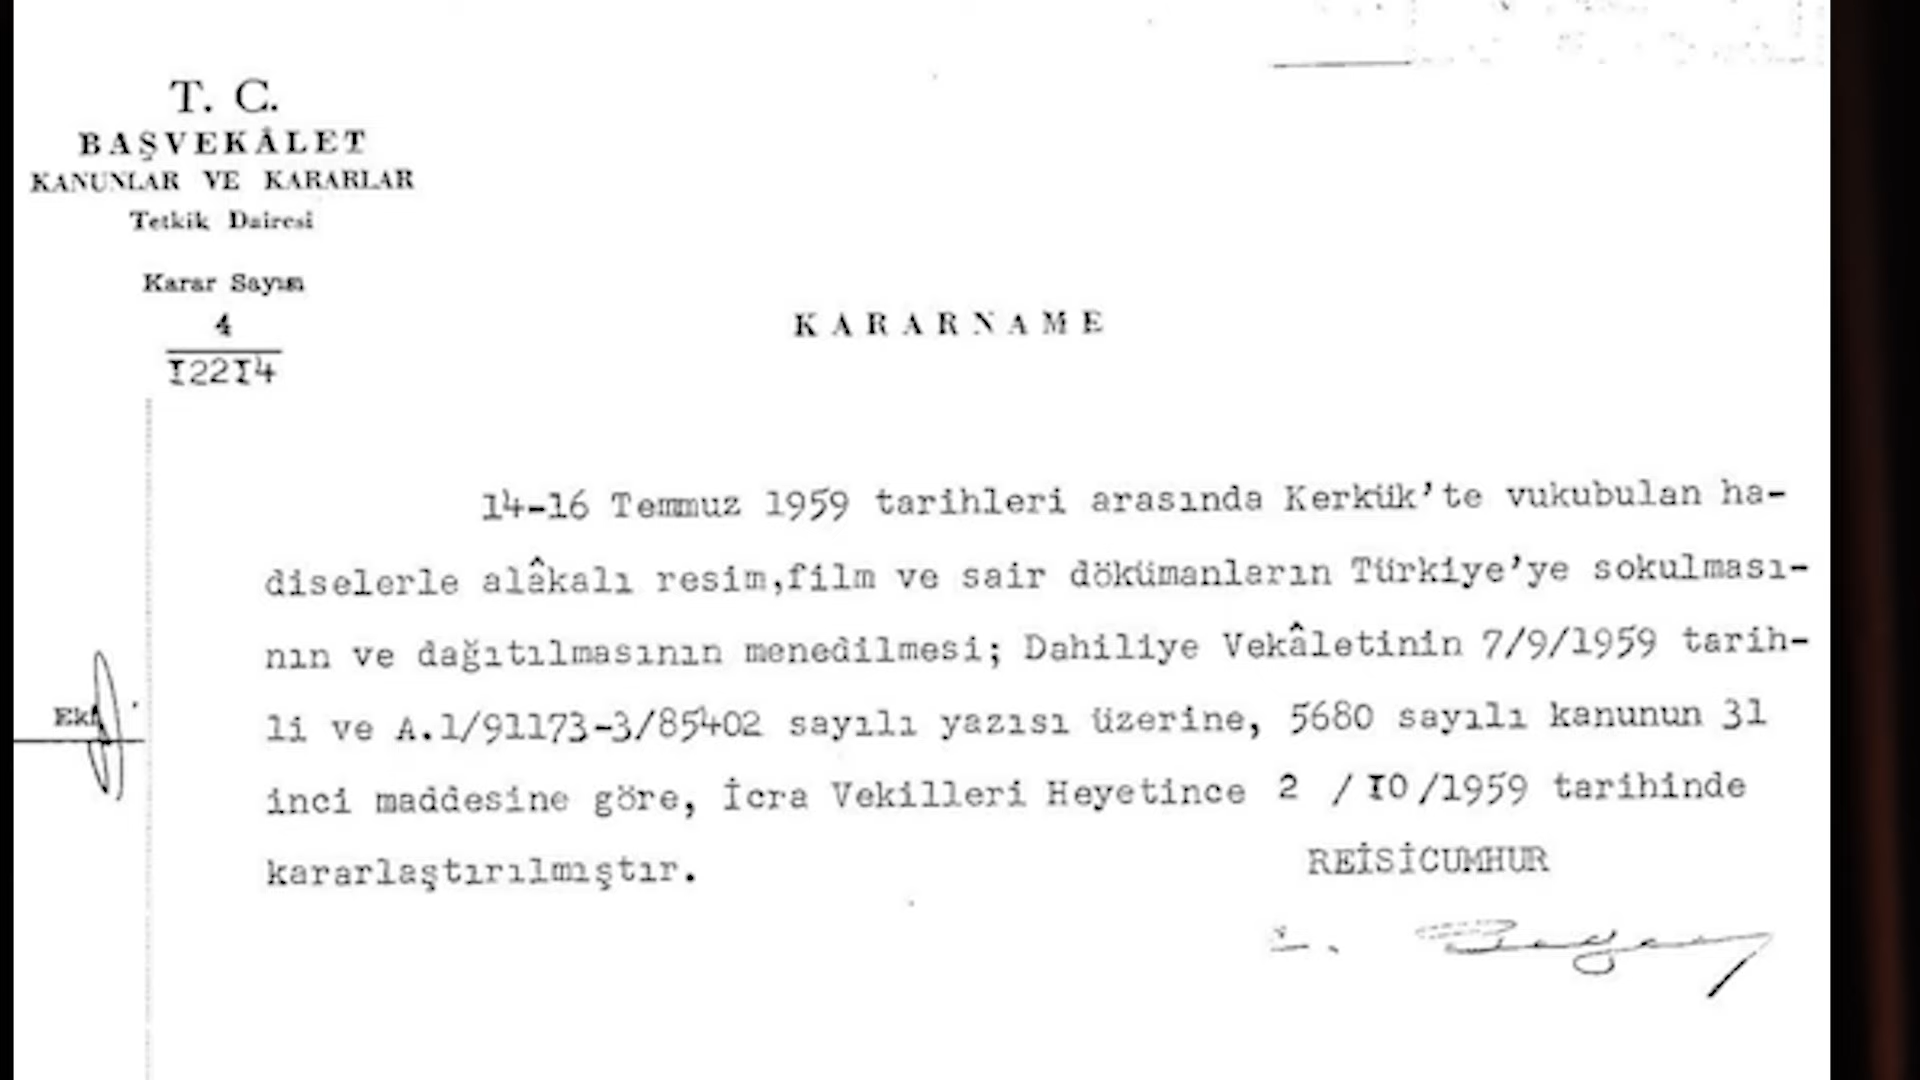 T. C.
BAŞVEKÂLET
KANUNLAR VE KARARLAR
Tetkik Dairesi
Karar Sayısı
4
I22I4
KARARNAME
14-16 Temmuz 1959 tarihleri arasında Kerkük'te vukubulan ha-
diselerle alâkalı resim,film ve sair dökümanların Türkiye'ye sokulması-
nın ve dağıtılmasının menedilmesi; Dahiliye Vekâletinin 7/9/1959 tarih-
li ve A.1/91173-3/85402 sayılı yazısı üzerine, 5680 sayılı kanunun 31
inci maddesine göre, İcra Vekilleri Heyetince 2 / IO /1959 tarihinde
kararlaştırılmıştır.
REİSİCUMHUR